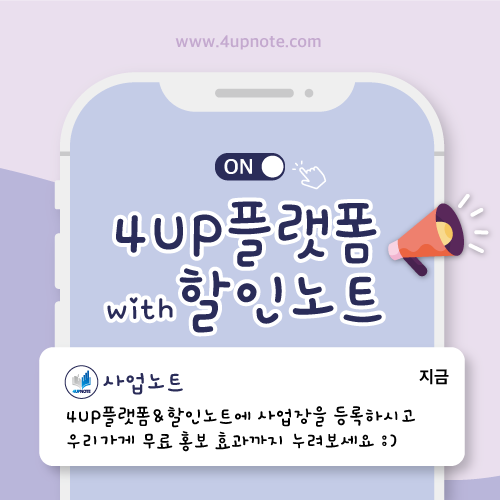 www.4upnote.com
ON
4UP플랫폼
with 할인노트
4UPNOTE
사업노트
지금
4UP플랫폼&할인노트에 사업장을 등록하시고
우리가게 무료 홍보 효과까지 누려보세요 :)